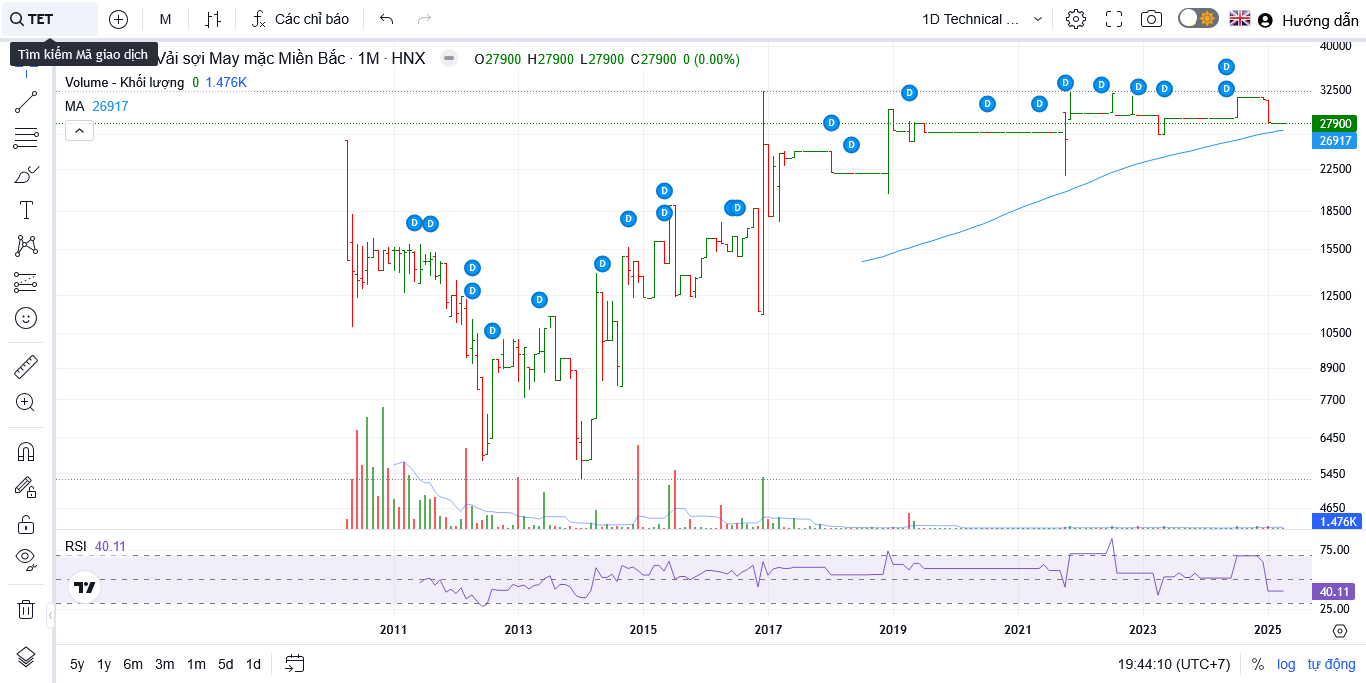 TET M Các chỉ báo 1D Technical ... Hướng dẫn
Tìm kiếm Mã giao dịch Vải sợi May mặc Miền Bắc · 1M · HNX O27900 H27900 L27900 C27900 0 (0.00%)
Volume - Khối lượng 0 1.476K
MA 26917
40000
32500
27900
26917
22500
18500
15500
12500
10500
8900
7700
6450
5450
4650
1.476K
D D D D D D D D D D D D D D D D D D D D D D D D D D
RSI 40.11
75.00
40.11
25.00
2011 2013 2015 2017 2019 2021 2023 2025
5y 1y 6m 3m 1m 5d 1d 19:44:10 (UTC+7) % log tự động